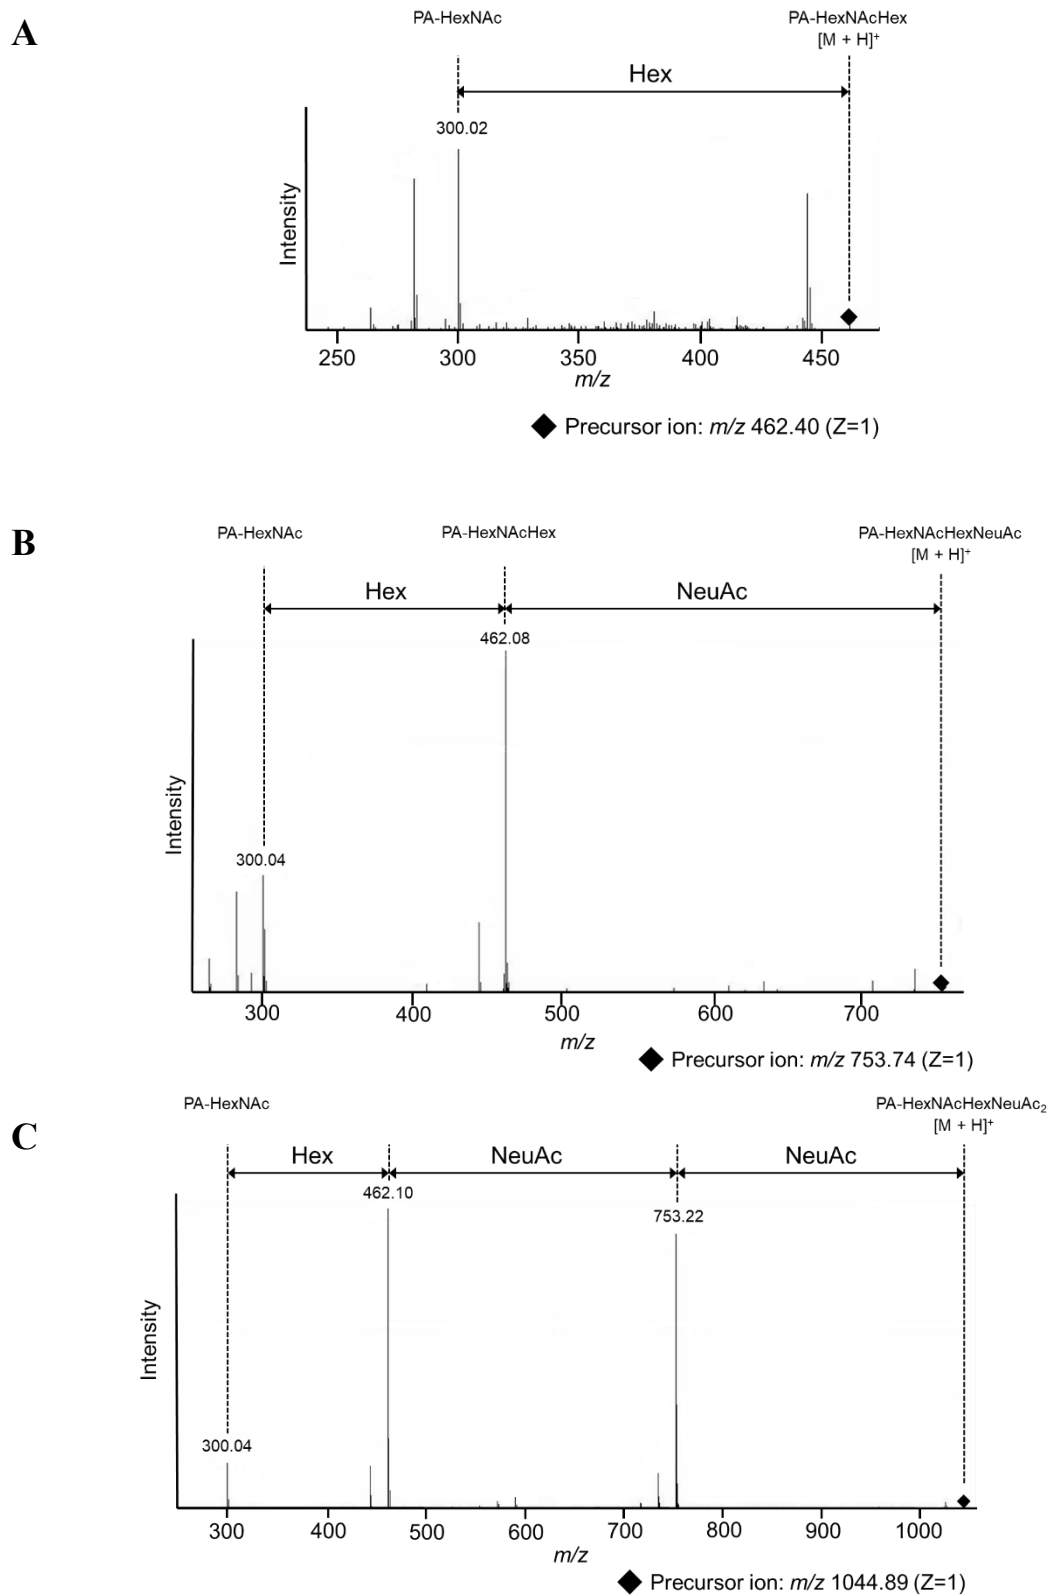 A
PA-HexNAc
PA-HexNAcHex
[M + H]⁺
Hex
300.02
Intensity
250 300 350 400 450
m/z
Precursor ion: m/z 462.40 (Z=1)
B
PA-HexNAc
PA-HexNAcHex
PA-HexNAcHexNeuAc
[M + H]⁺
Hex
NeuAc
462.08
300.04
Intensity
300 400 500 600 700
m/z
Precursor ion: m/z 753.74 (Z=1)
C
PA-HexNAc
PA-HexNAcHexNeuAc₂
[M + H]⁺
Hex
NeuAc
NeuAc
462.10
753.22
300.04
Intensity
300 400 500 600 700 800 900 1000
m/z
Precursor ion: m/z 1044.89 (Z=1)